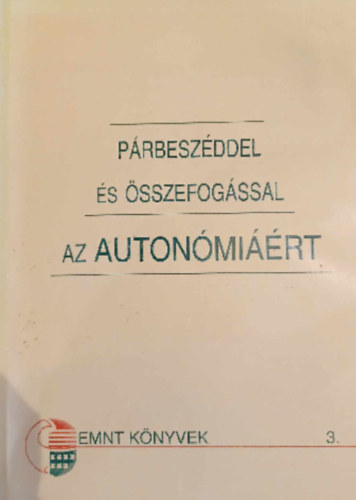 PÁRBESZÉDDEL
ÉS ÖSSZEFOGÁSSAL
AZ AUTONÓMIÁÉRT
EMNT KÖNYVEK 3.